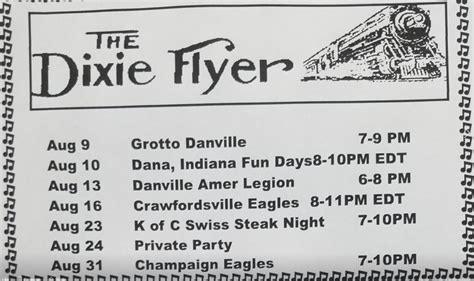 THE
Dixie Flyer
Aug 9 Grotto Danville 7-9 PM
Aug 10 Dana, Indiana Fun Days8-10PM EDT
Aug 13 Danville Amer Legion 6-8 PM
Aug 16 Crawfordsville Eagles 8-11PM EDT
Aug 23 K of C Swiss Steak Night 7-10PM
Aug 24 Private Party
Aug 31 Champaign Eagles 7-10PM